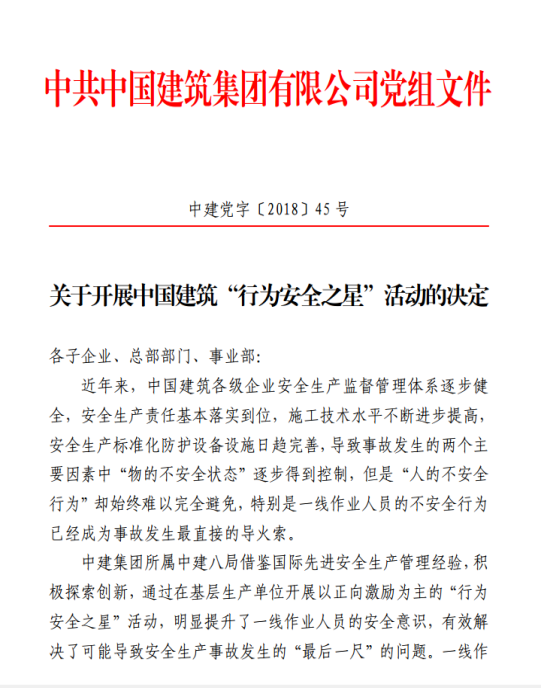 中共中国建筑集团有限公司党组文件
中建党字〔2018〕45 号
关于开展中国建筑“行为安全之星”活动的决定
各子企业、总部部门、事业部：
近年来，中国建筑各级企业安全生产监督管理体系逐步健
全，安全生产责任基本落实到位，施工技术水平不断进步提高，
安全生产标准化防护设备设施日趋完善，导致事故发生的两个主
要因素中“物的不安全状态”逐步得到控制，但是“人的不安全
行为”却始终难以完全避免，特别是一线作业人员的不安全行为
已经成为事故发生最直接的导火索。
中建集团所属中建八局借鉴国际先进安全生产管理经验，积
极探索创新，通过在基层生产单位开展以正向激励为主的“行为
安全之星”活动，明显提升了一线作业人员的安全意识，有效解
决了可能导致安全生产事故发生的“最后一尺”的问题。一线作